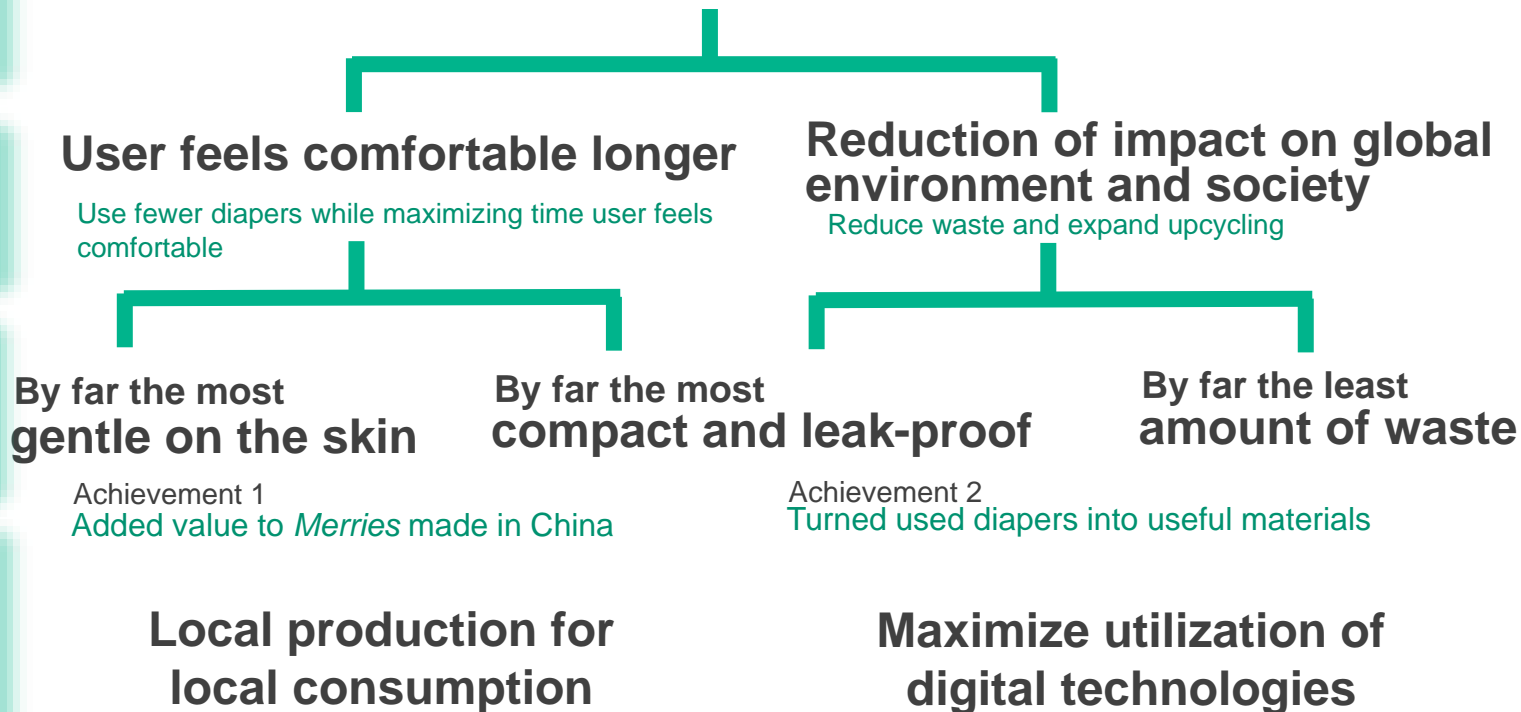 User feels comfortable longer
Use fewer diapers while maximizing time user feels
comfortable
Reduction of impact on global
environment and society
Reduce waste and expand upcycling
By far the most
gentle on the skin
By far the most
compact and leak-proof
By far the least
amount of waste
Achievement 1
Added value to Merries made in China
Achievement 2
Turned used diapers into useful materials
Local production for
local consumption
Maximize utilization of
digital technologies